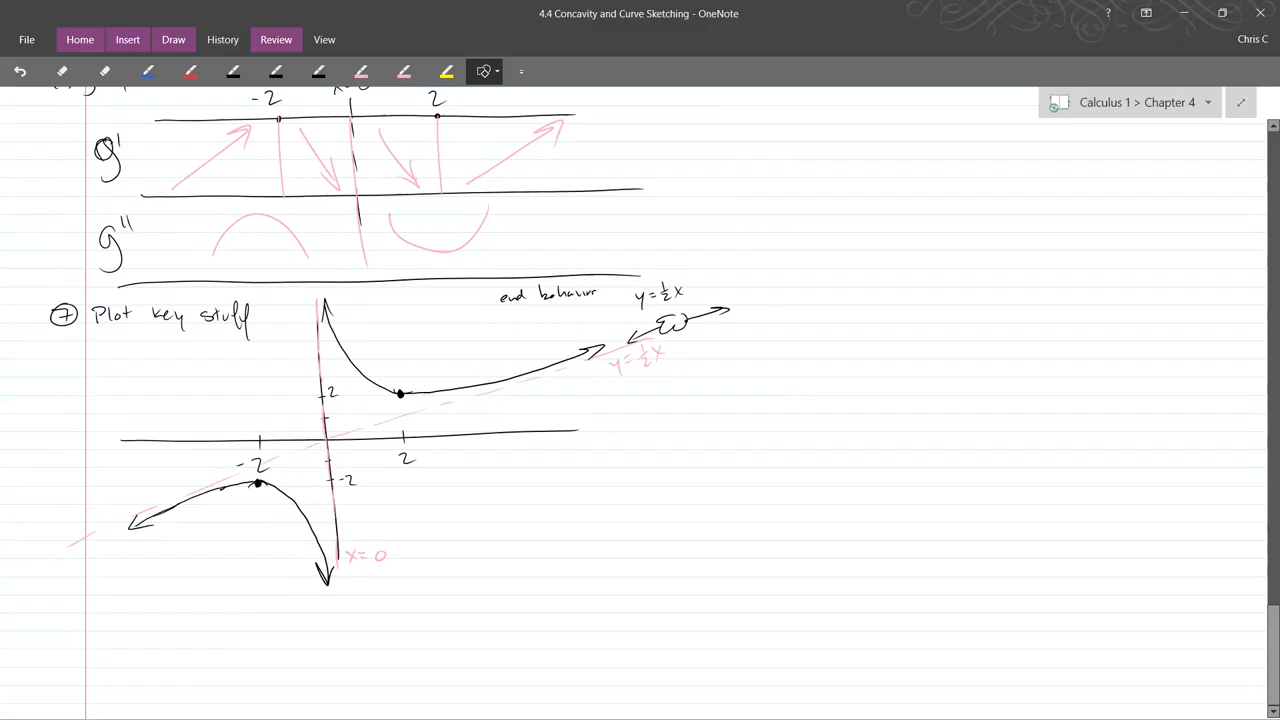 4.4 Concavity and Curve Sketching - OneNote
File Home Insert Draw History Review View
Chris C
Calculus 1 > Chapter 4
-2 2
g'
g''
end behavior y=½x
⑦ Plot key stuff
y=½x
2
-2 2
-2
x=0